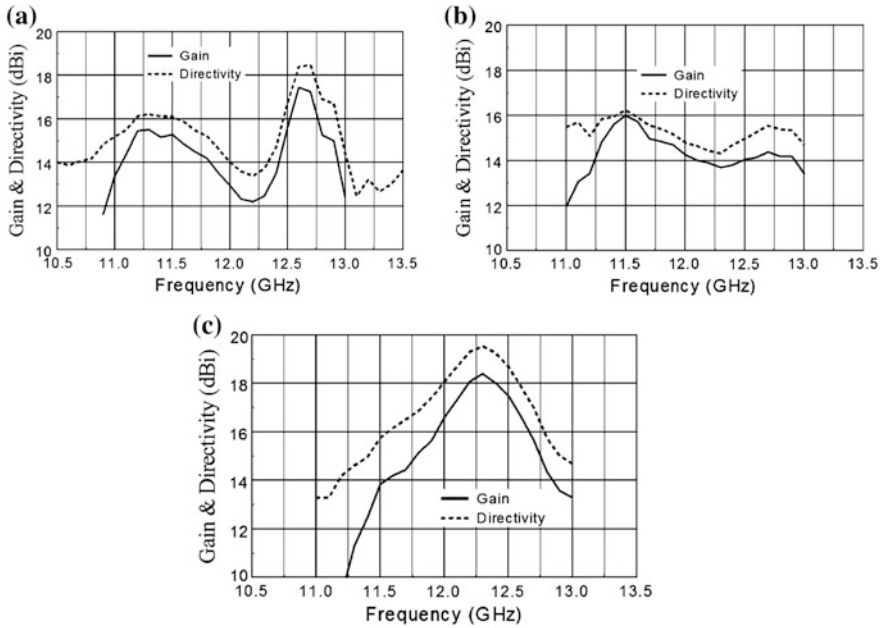 (a)
Gain & Directivity (dBi)
20
18
16
14
12
10
Gain
Directivity
10.5 11.0 11.5 12.0 12.5 13.0 13.5
Frequency (GHz)
(b)
Gain & Directivity (dBi)
20
18
16
14
12
10
Gain
Directivity
10.5 11.0 11.5 12.0 12.5 13.0 13.5
Frequency (GHz)
(c)
Gain & Directivity (dBi)
20
18
16
14
12
10
Gain
Directivity
10.5 11.0 11.5 12.0 12.5 13.0 13.5
Frequency (GHz)